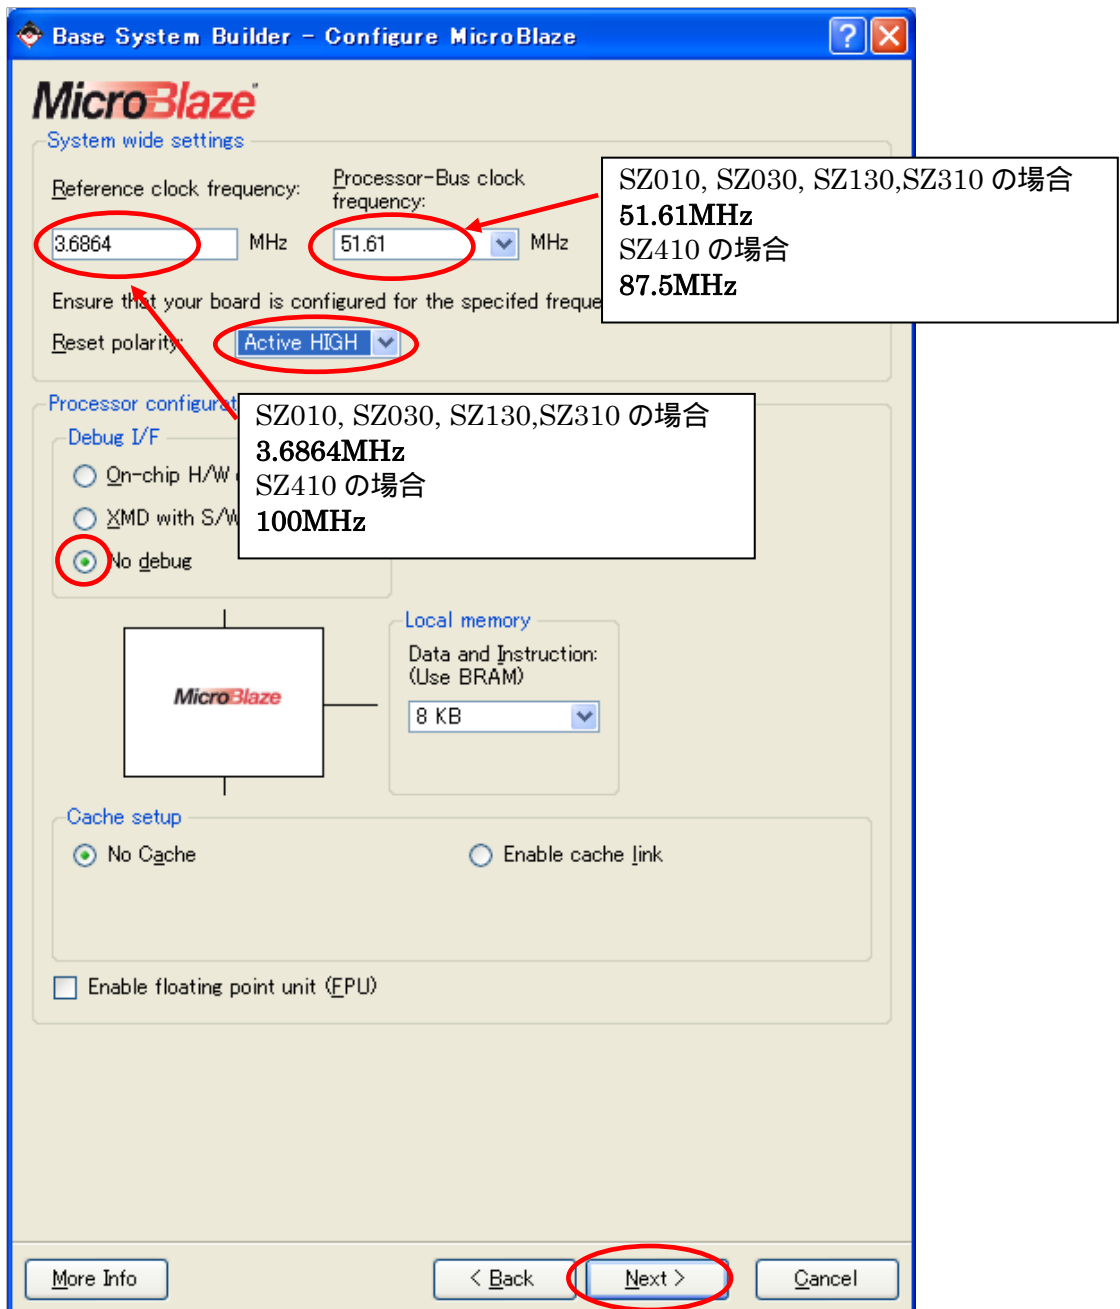 Base System Builder - Configure MicroBlaze
MicroBlaze
System wide settings
Reference clock frequency:
Processor-Bus clock
frequency:
3.6864 MHz
51.61 MHz
SZ010, SZ030, SZ130,SZ310 の場合
51.61MHz
SZ410 の場合
87.5MHz
Ensure that your board is configured for the specifed freque
Reset polarity:
Active HIGH
Processor configurat
SZ010, SZ030, SZ130,SZ310 の場合
3.6864MHz
SZ410 の場合
100MHz
Debug I/F
On-chip H/W
XMD with S/W
No debug
MicroBlaze
Local memory
Data and Instruction:
(Use BRAM)
8 KB
Cache setup
No Cache
Enable cache link
Enable floating point unit (FPU)
More Info
< Back
Next >
Cancel